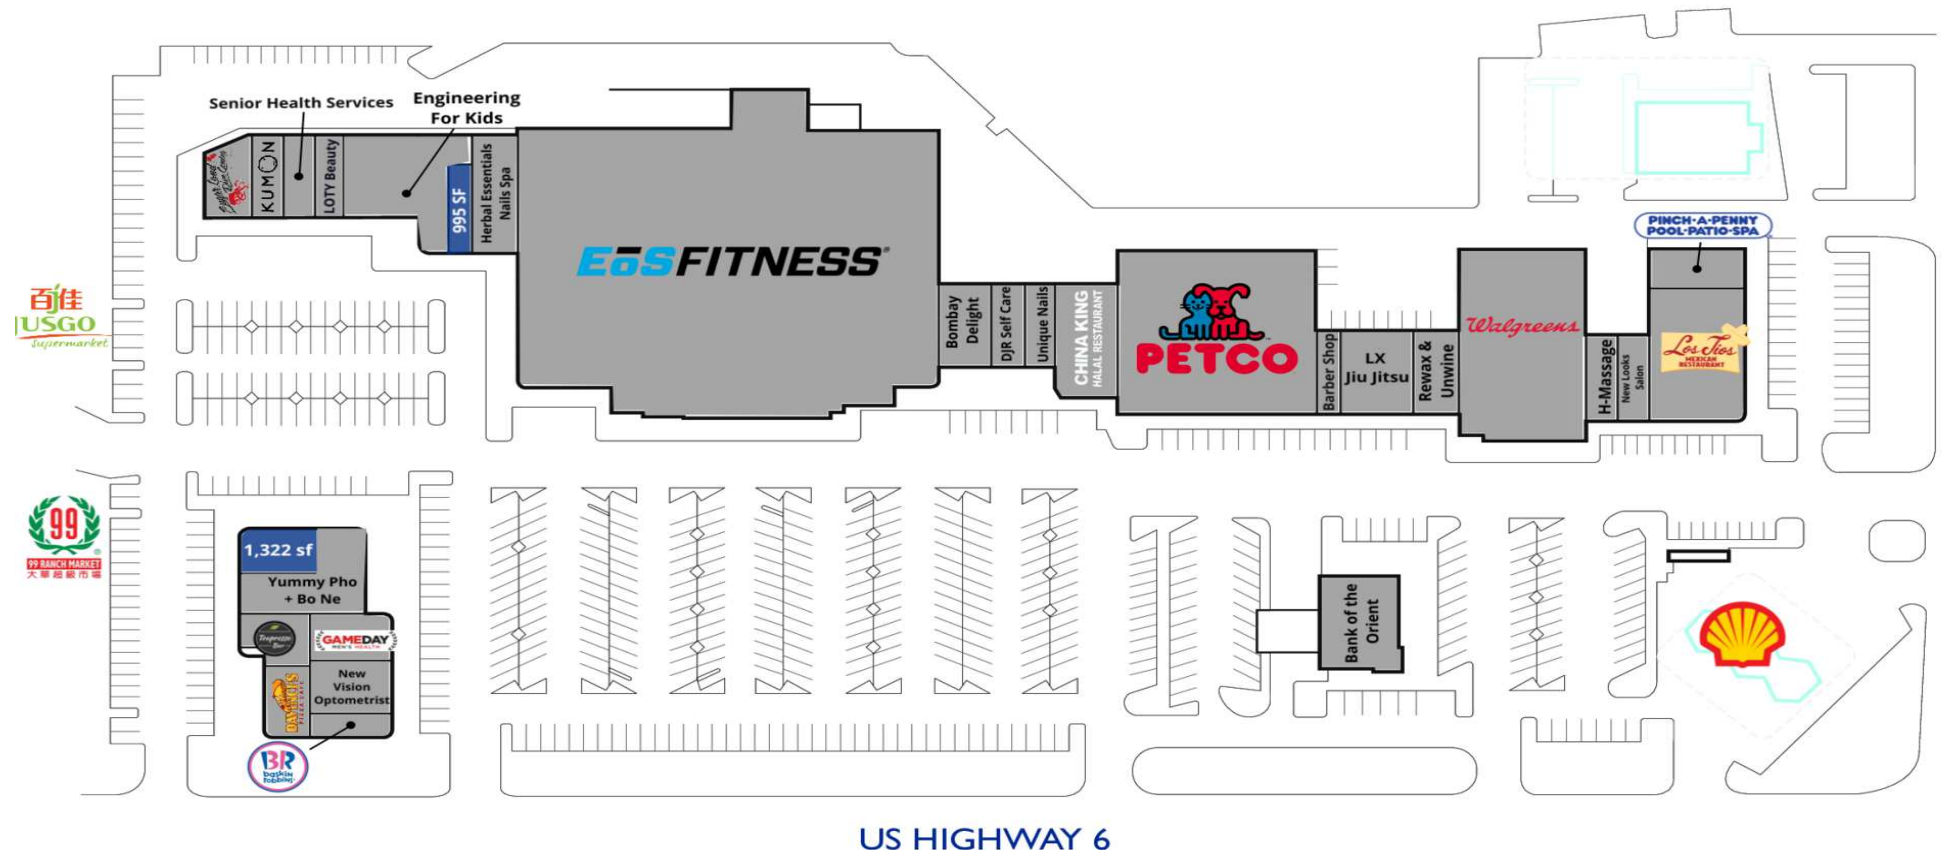 Senior Health Services
Engineering
For Kids
KUMON
LOTY Beauty
995 SF
Herbal Essentials
Nails Spa
EōSFITNESS
Bombay
Delight
DJR Self Care
Unique Nails
CHINA KING
HALAL RESTAURANT
PETCO
Barber Shop
LX
Jiu Jitsu
Rewax &
Unwine
Walgreens
H-Massage
New Looks
Salon
PINCH-A-PENNY
POOL-PATIO-SPA
Los Tios
MEXICAN
RESTAURANT
百佳
JUSGO
supermarket
99
99 RANCH MARKET
大華超級市場
1,322 sf
Yummy Pho
+ Bo Ne
GAMEDAY
MEN'S HEALTH
New
Vision
Optometrist
BR
baskin
robbins
Bank of the
Orient
US HIGHWAY 6